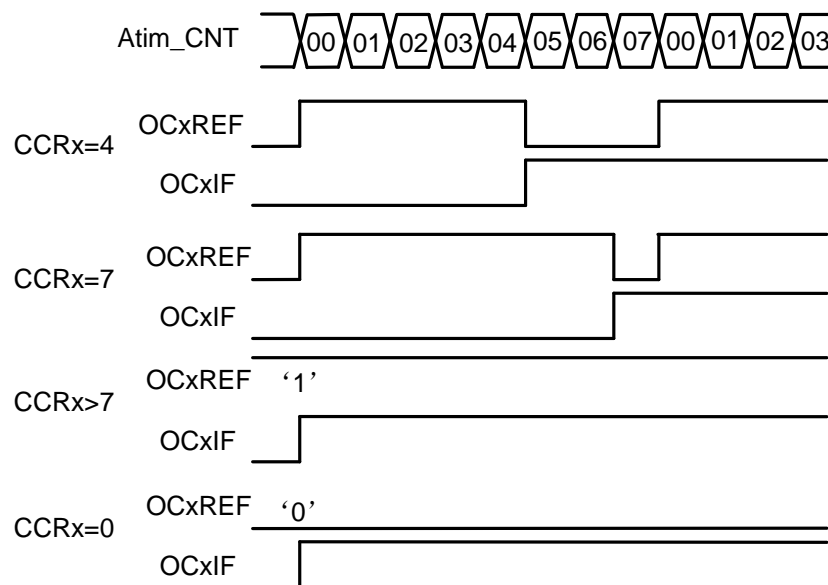 Atim_CNT 00 01 02 03 04 05 06 07 00 01 02 03
OCxREF
CCRx=4
OCxIF
OCxREF
CCRx=7
OCxIF
OCxREF ‘1’
CCRx>7
OCxIF
OCxREF ‘0’
CCRx=0
OCxIF